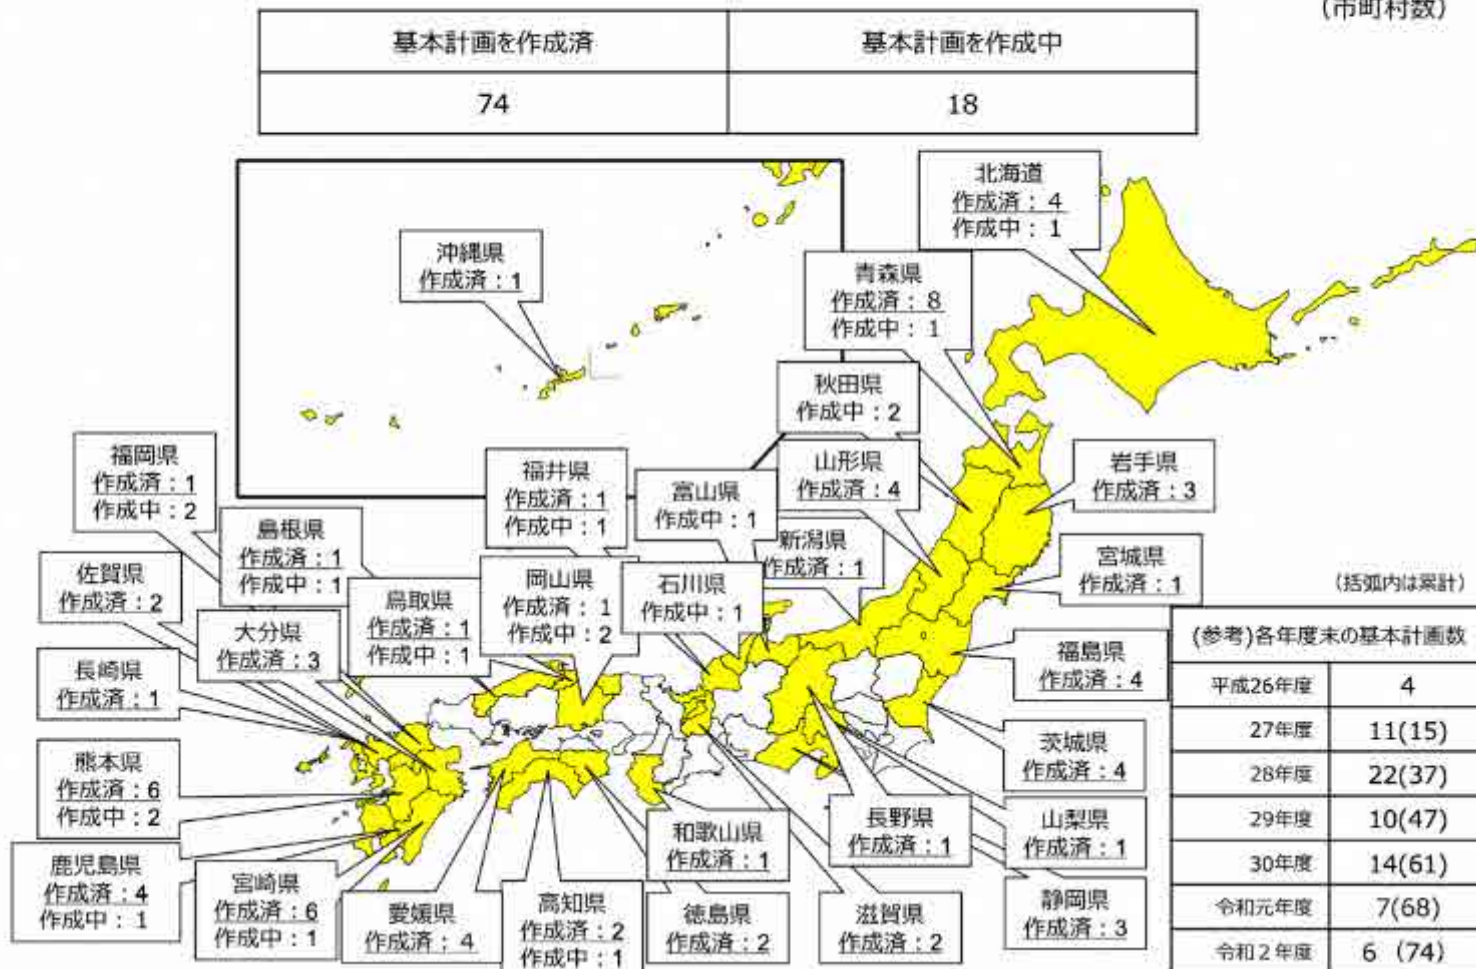 (市町村数)
基本計画を作成済
基本計画を作成中
74
18
北海道
作成済：4
作成中：1
沖縄県
作成済：1
青森県
作成済：8
作成中：1
秋田県
作成中：2
福岡県
作成済：1
作成中：2
福井県
作成済：1
作成中：1
富山県
作成中：1
山形県
作成済：4
岩手県
作成済：3
島根県
作成済：1
作成中：1
新潟県
作成済：1
佐賀県
作成済：2
宮城県
作成済：1
岡山県
作成済：1
作成中：2
石川県
作成中：1
鳥取県
作成済：1
作成中：1
大分県
作成済：3
長崎県
作成済：1
福島県
作成済：4
熊本県
作成済：6
作成中：2
茨城県
作成済：4
鹿児島県
作成済：4
作成中：1
宮崎県
作成済：6
作成中：1
愛媛県
作成済：4
高知県
作成済：2
作成中：1
徳島県
作成済：2
和歌山県
作成済：1
滋賀県
作成済：2
長野県
作成済：1
山梨県
作成済：1
静岡県
作成済：3
(括弧内は累計)
(参考)各年度末の基本計画数
平成26年度 4
27年度 11(15)
28年度 22(37)
29年度 10(47)
30年度 14(61)
令和元年度 7(68)
令和２年度 6 (74)